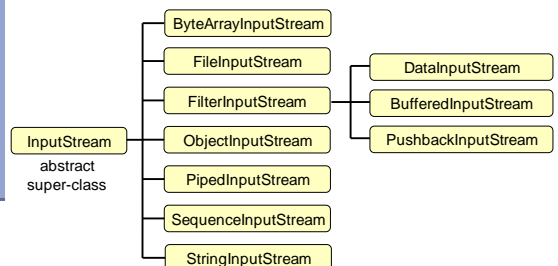 ByteArrayInputStream
FileInputStream
FilterInputStream
ObjectInputStream
PipedInputStream
SequenceInputStream
StringInputStream
InputStream
abstract
super-class
DataInputStream
BufferedInputStream
PushbackInputStream